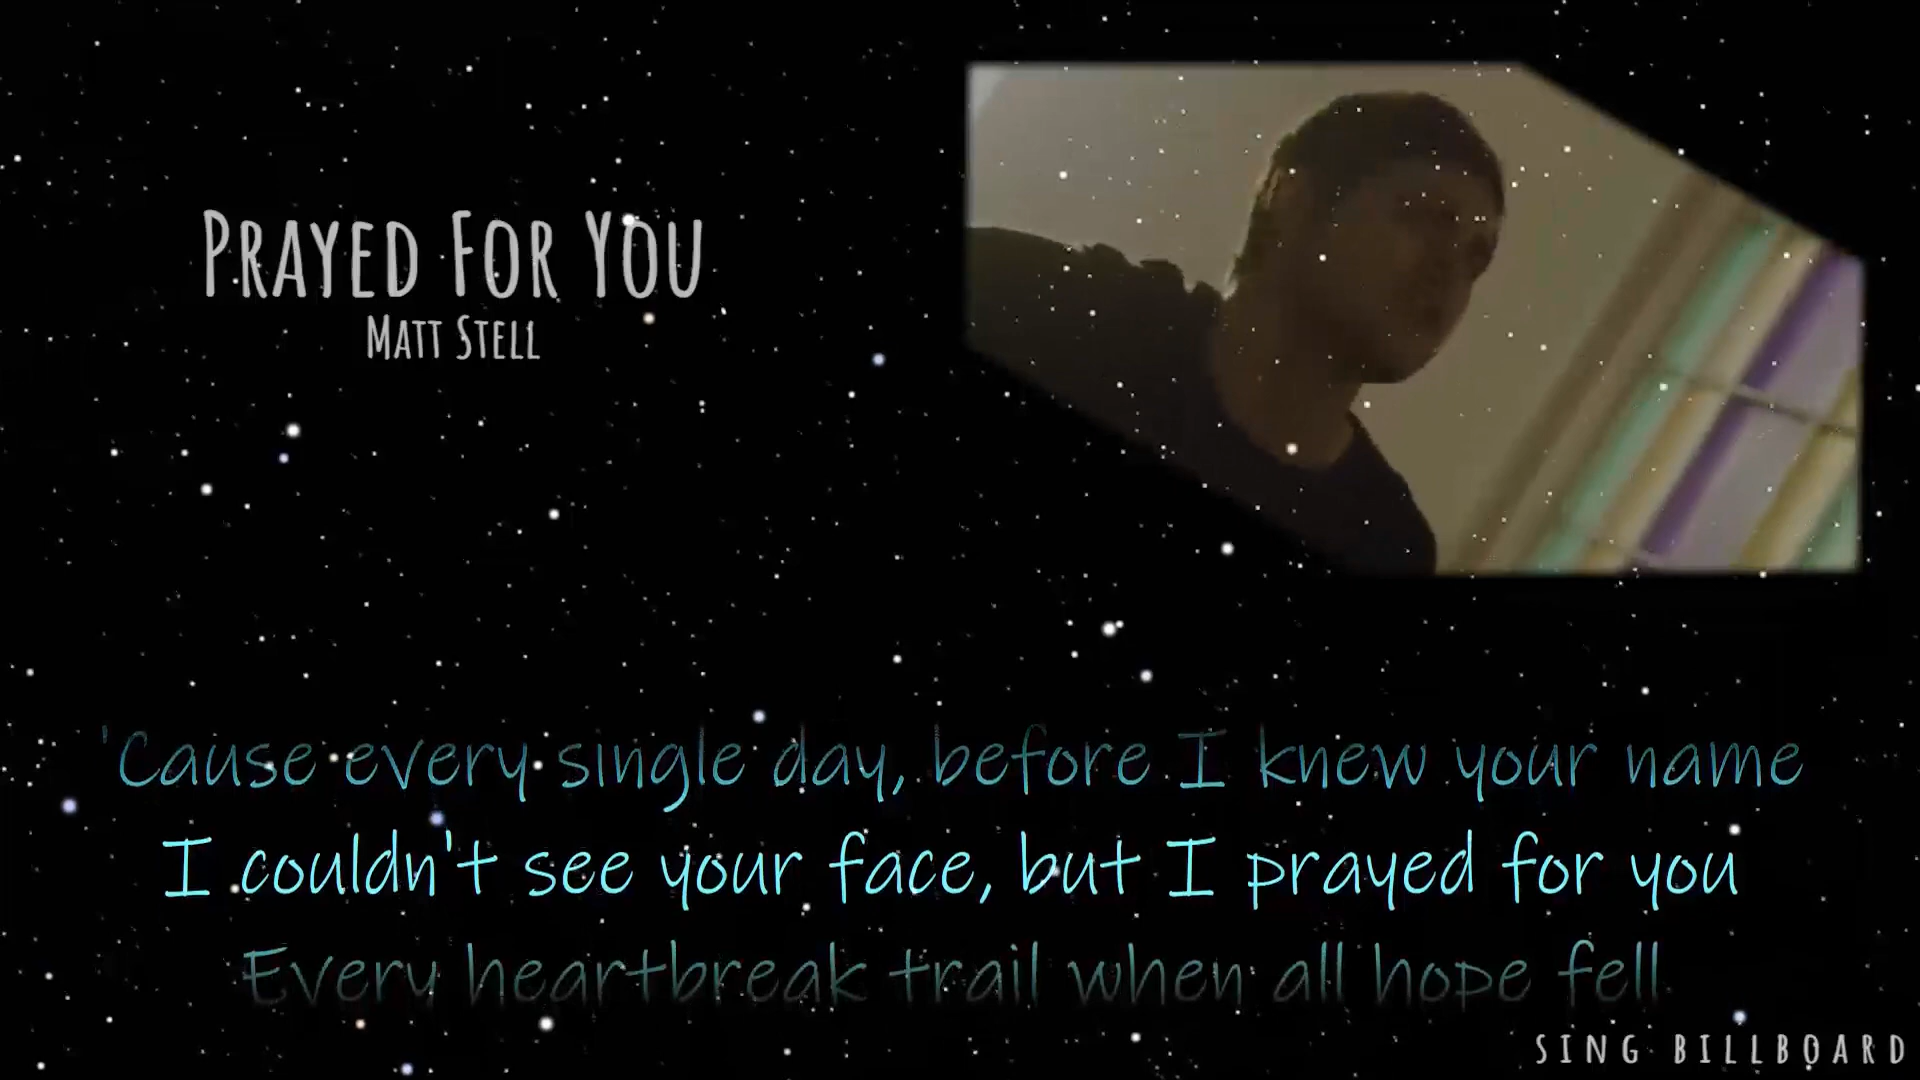 Prayed For You
Matt Stell
'Cause every single day, before I knew your name
I couldn't see your face, but I prayed for you
Every heartbreak trail when all hope fell
SING BILLBOARD